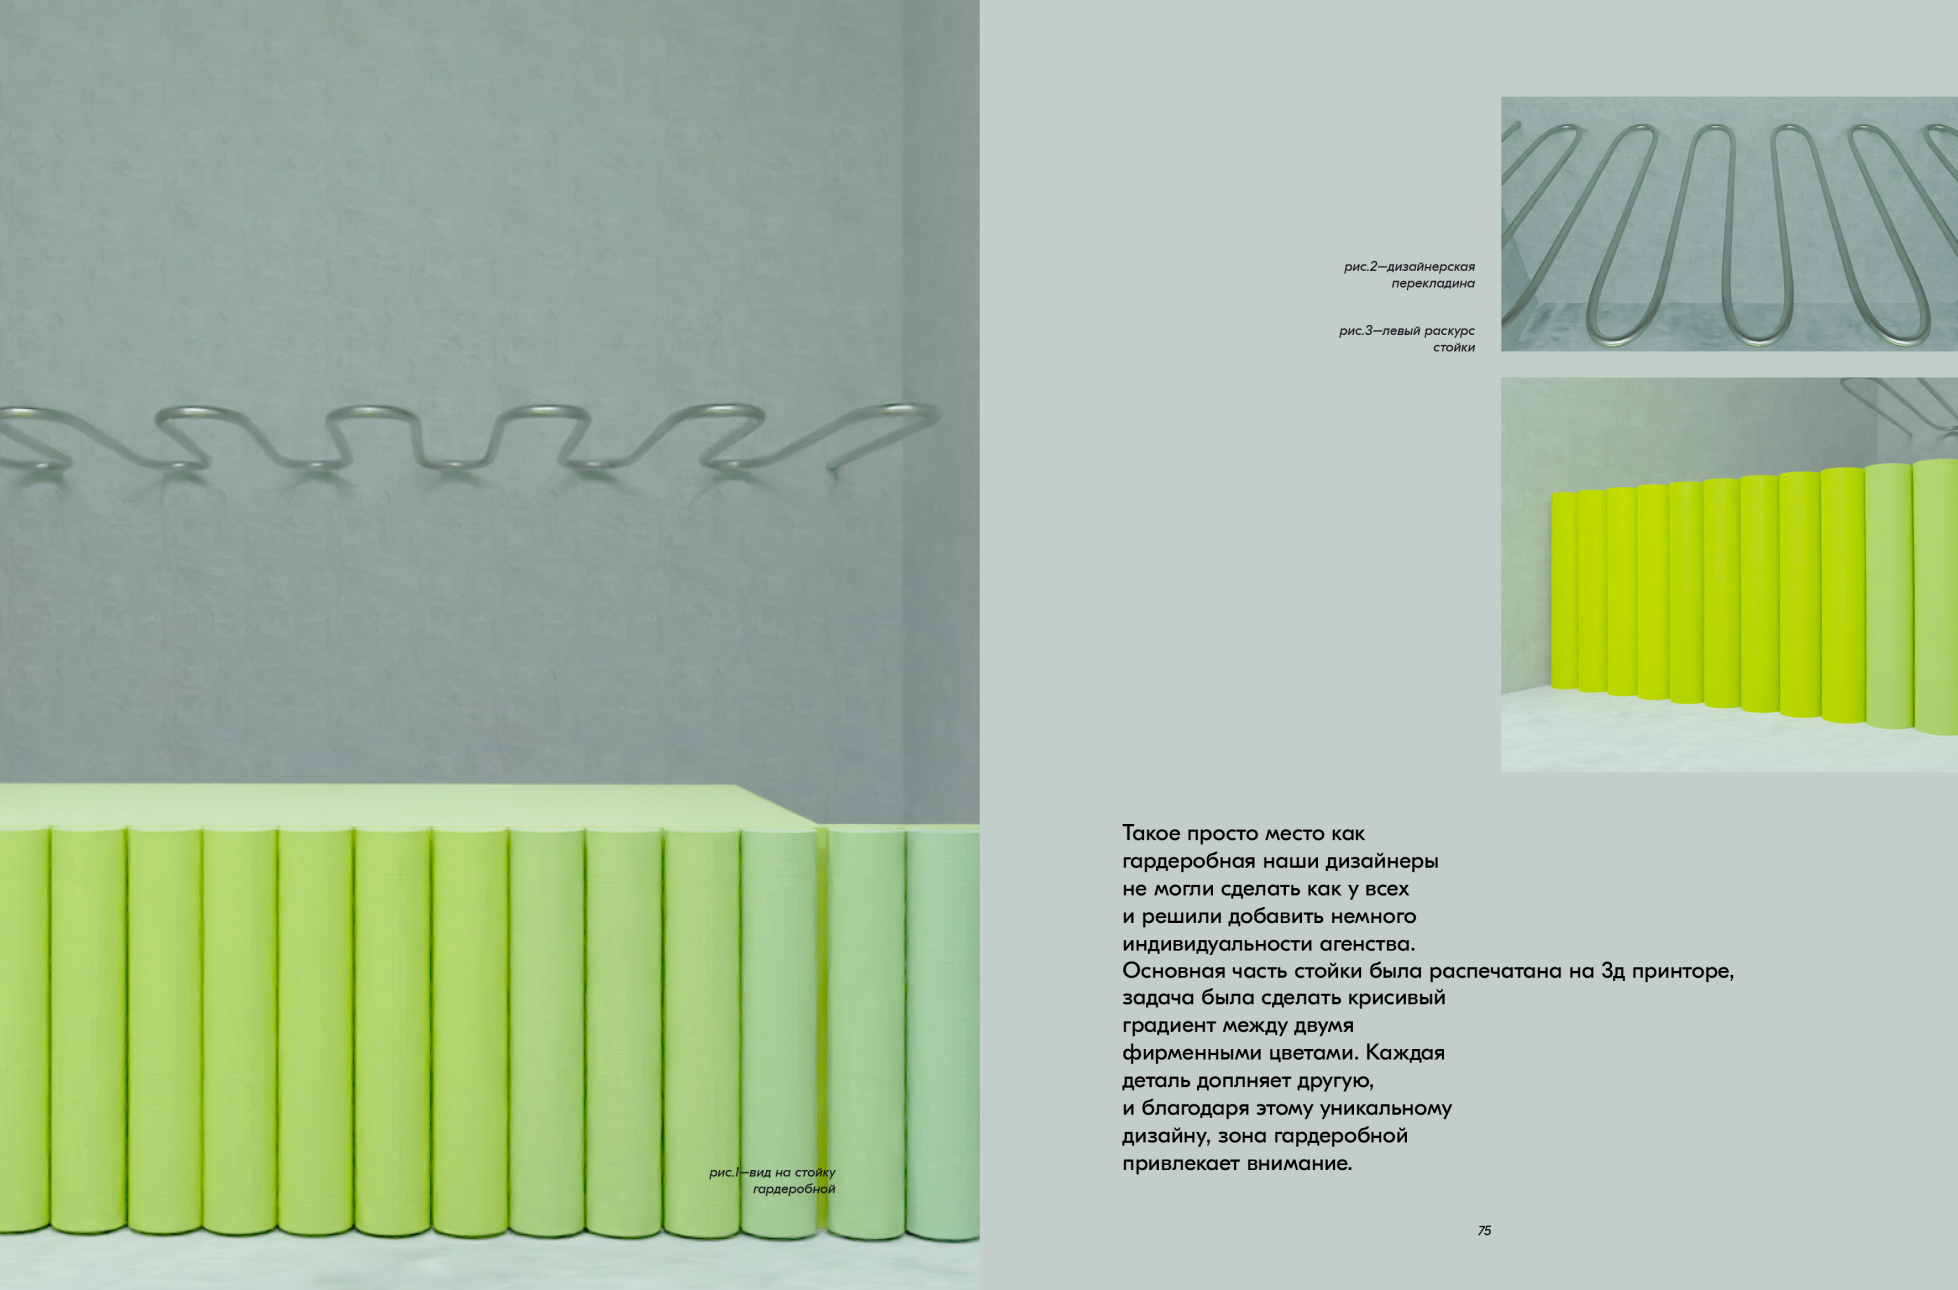 рис.1—вид на стойку
гардеробной
рис.2—дизайнерская
перекладина
рис.3—левый раскурс
стойки
Такое просто место как
гардеробная наши дизайнеры
не могли сделать как у всех
и решили добавить немного
индивидуальности агенства.
Основная часть стойки была распечатана на 3д принторе,
задача была сделать крисивый
градиент между двумя
фирменными цветами. Каждая
деталь доплняет другую,
и благодаря этому уникальному
дизайну, зона гардеробной
привлекает внимание.
75